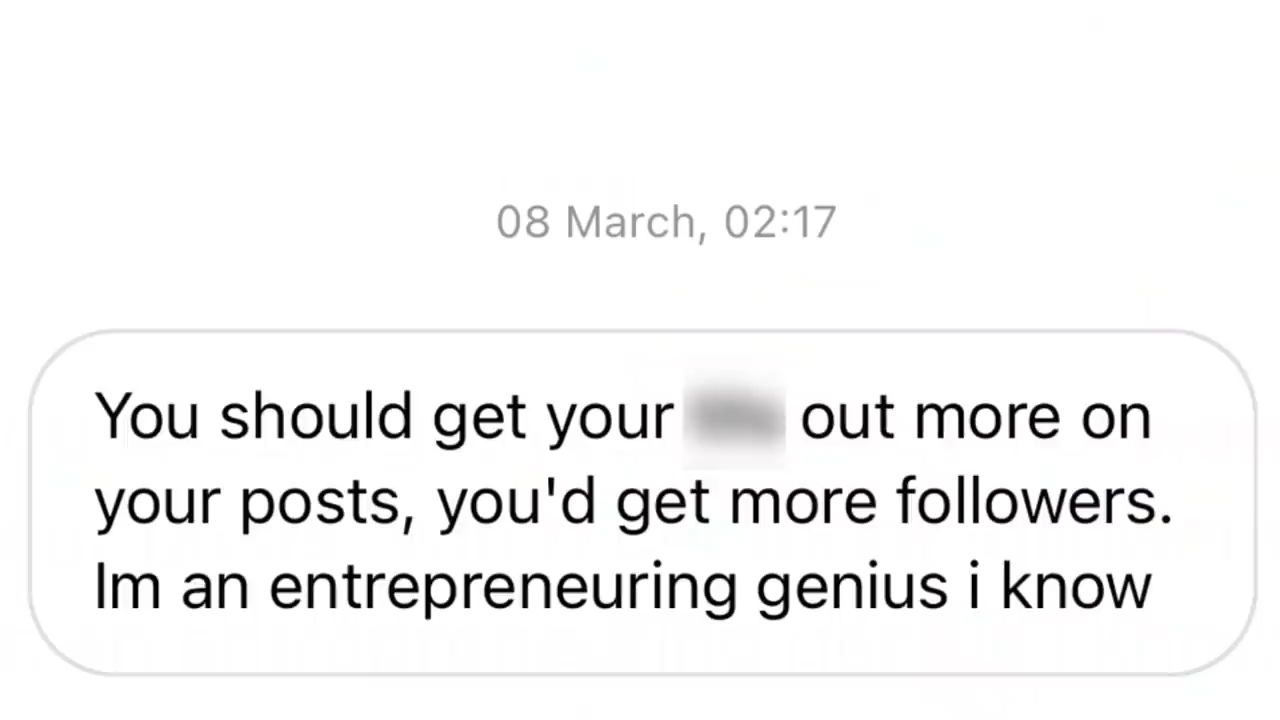 08 March, 02:17
You should get your out more on
your posts, you'd get more followers.
Im an entrepreneuring genius i know